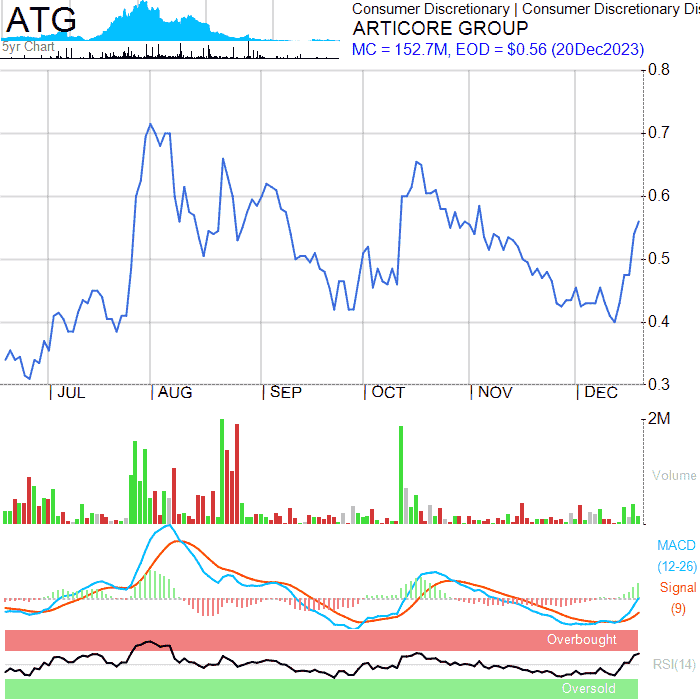 ATG
5yr Chart
Consumer Discretionary | Consumer Discretionary Dis
ARTICORE GROUP
MC = 152.7M, EOD = $0.56 (20Dec2023)
0.8
0.7
0.6
0.5
0.4
0.3
| JUL | AUG | SEP | OCT | NOV | DEC
2M
Volume
MACD
(12-26)
Signal
(9)
Overbought
RSI(14)
Oversold